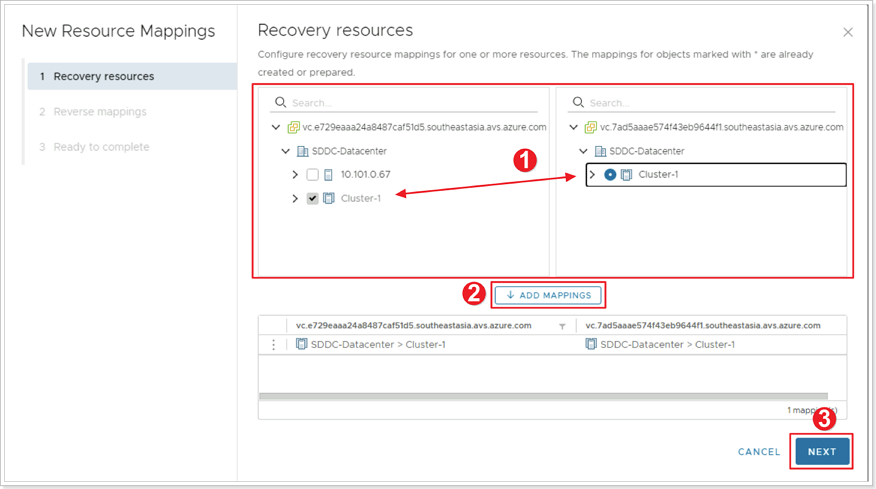 New Resource Mappings
1 Recovery resources
2 Reverse mappings
3 Ready to complete
Recovery resources
Configure recovery resource mappings for one or more resources. The mappings for objects marked with * are already
created or prepared.
Search...
vc.e729eaaa24a8487caf51d5.southeastasia.avs.azure.com
SDDC-Datacenter
10.101.0.67
Cluster-1
Search...
vc.7ad5aaae574f43eb9644f1.southeastasia.avs.azure.com
SDDC-Datacenter
Cluster-1
1
2
ADD MAPPINGS
vc.e729eaaa24a8487caf51d5.southeastasia.avs.azure.com vc.7ad5aaae574f43eb9644f1.southeastasia.avs.azure.com
SDDC-Datacenter > Cluster-1 SDDC-Datacenter > Cluster-1
1
3
CANCEL NEXT